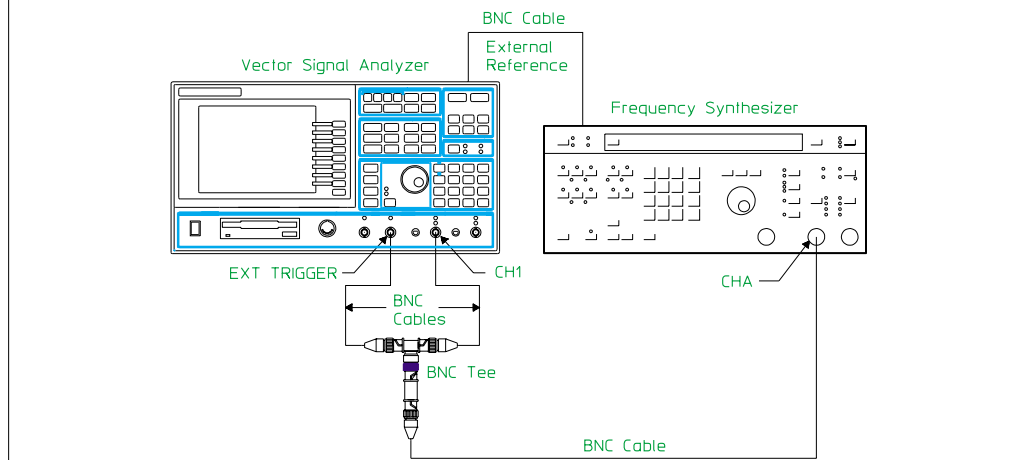 BNC Cable
External
Reference
Vector Signal Analyzer
Frequency Synthesizer
EXT TRIGGER
CH1
CHA
BNC
Cables
BNC Tee
BNC Cable